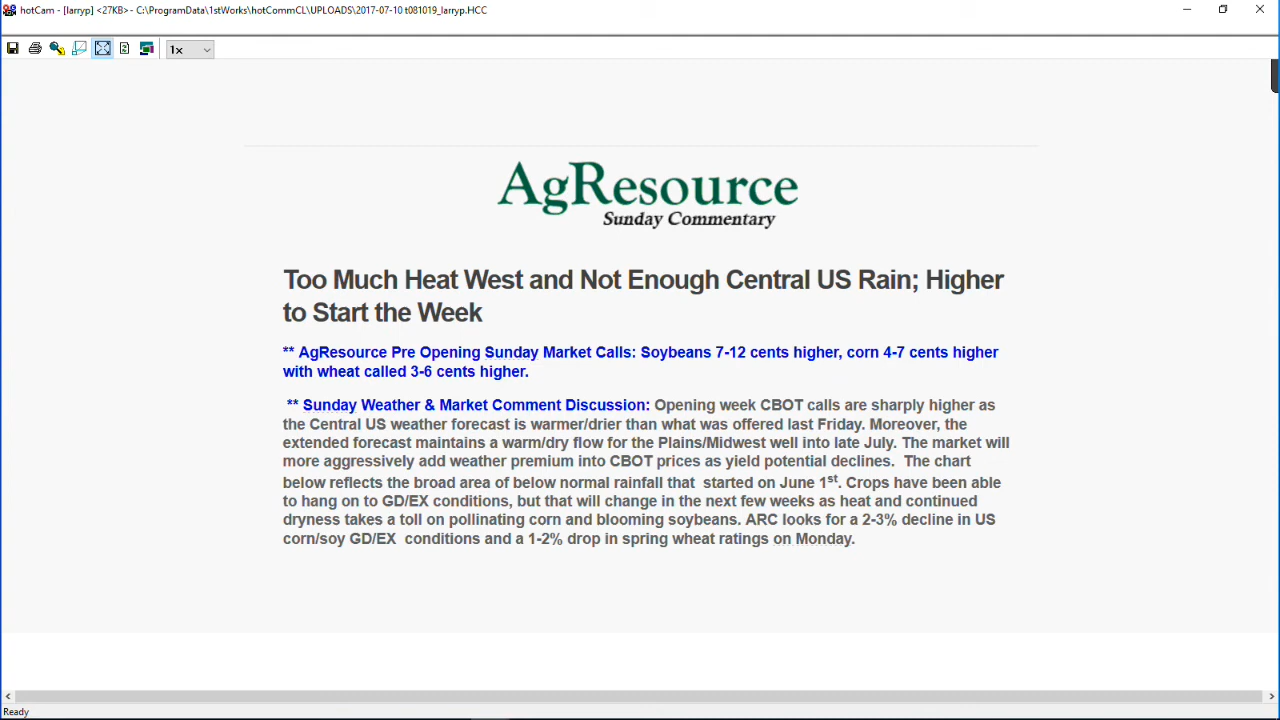 hotCam - [larryp] <27KB> - C:\ProgramData\1stWorks\hotCommCL\UPLOADS\2017-07-10 t081019_larryp.HCC
1x
AgResource
Sunday Commentary
Too Much Heat West and Not Enough Central US Rain; Higher
to Start the Week
** AgResource Pre Opening Sunday Market Calls: Soybeans 7-12 cents higher, corn 4-7 cents higher
with wheat called 3-6 cents higher.
** Sunday Weather & Market Comment Discussion: Opening week CBOT calls are sharply higher as
the Central US weather forecast is warmer/drier than what was offered last Friday. Moreover, the
extended forecast maintains a warm/dry flow for the Plains/Midwest well into late July. The market will
more aggressively add weather premium into CBOT prices as yield potential declines.  The chart
below reflects the broad area of below normal rainfall that  started on June 1st. Crops have been able
to hang on to GD/EX conditions, but that will change in the next few weeks as heat and continued
dryness takes a toll on pollinating corn and blooming soybeans. ARC looks for a 2-3% decline in US
corn/soy GD/EX  conditions and a 1-2% drop in spring wheat ratings on Monday.
Ready